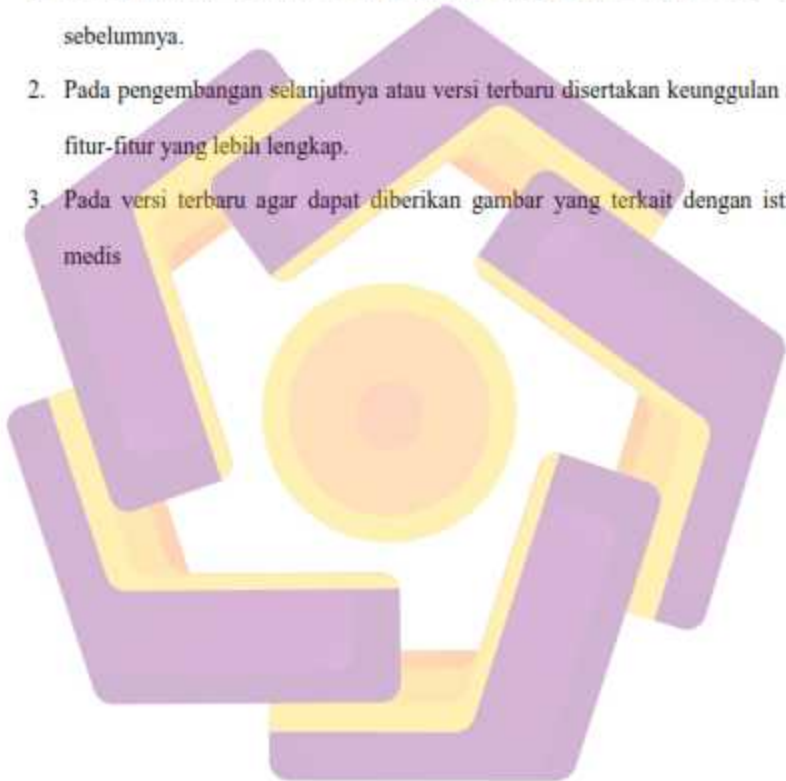 sebelumnya.
2. Pada pengembangan selanjutnya atau versi terbaru disertakan keunggulan
fitur-fitur yang lebih lengkap.
3. Pada versi terbaru agar dapat diberikan gambar yang terkait dengan ist
medis